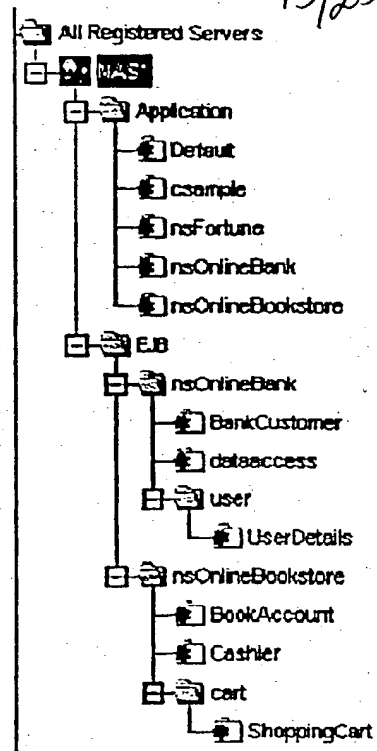 All Registered Servers
NAS1
Application
Default
csample
nsFortune
nsOnlineBank
nsOnlineBookstore
EJB
nsOnlineBank
BankCustomer
dataaccess
user
UserDetails
nsOnlineBookstore
BookAccount
Cashier
cart
ShoppingCart